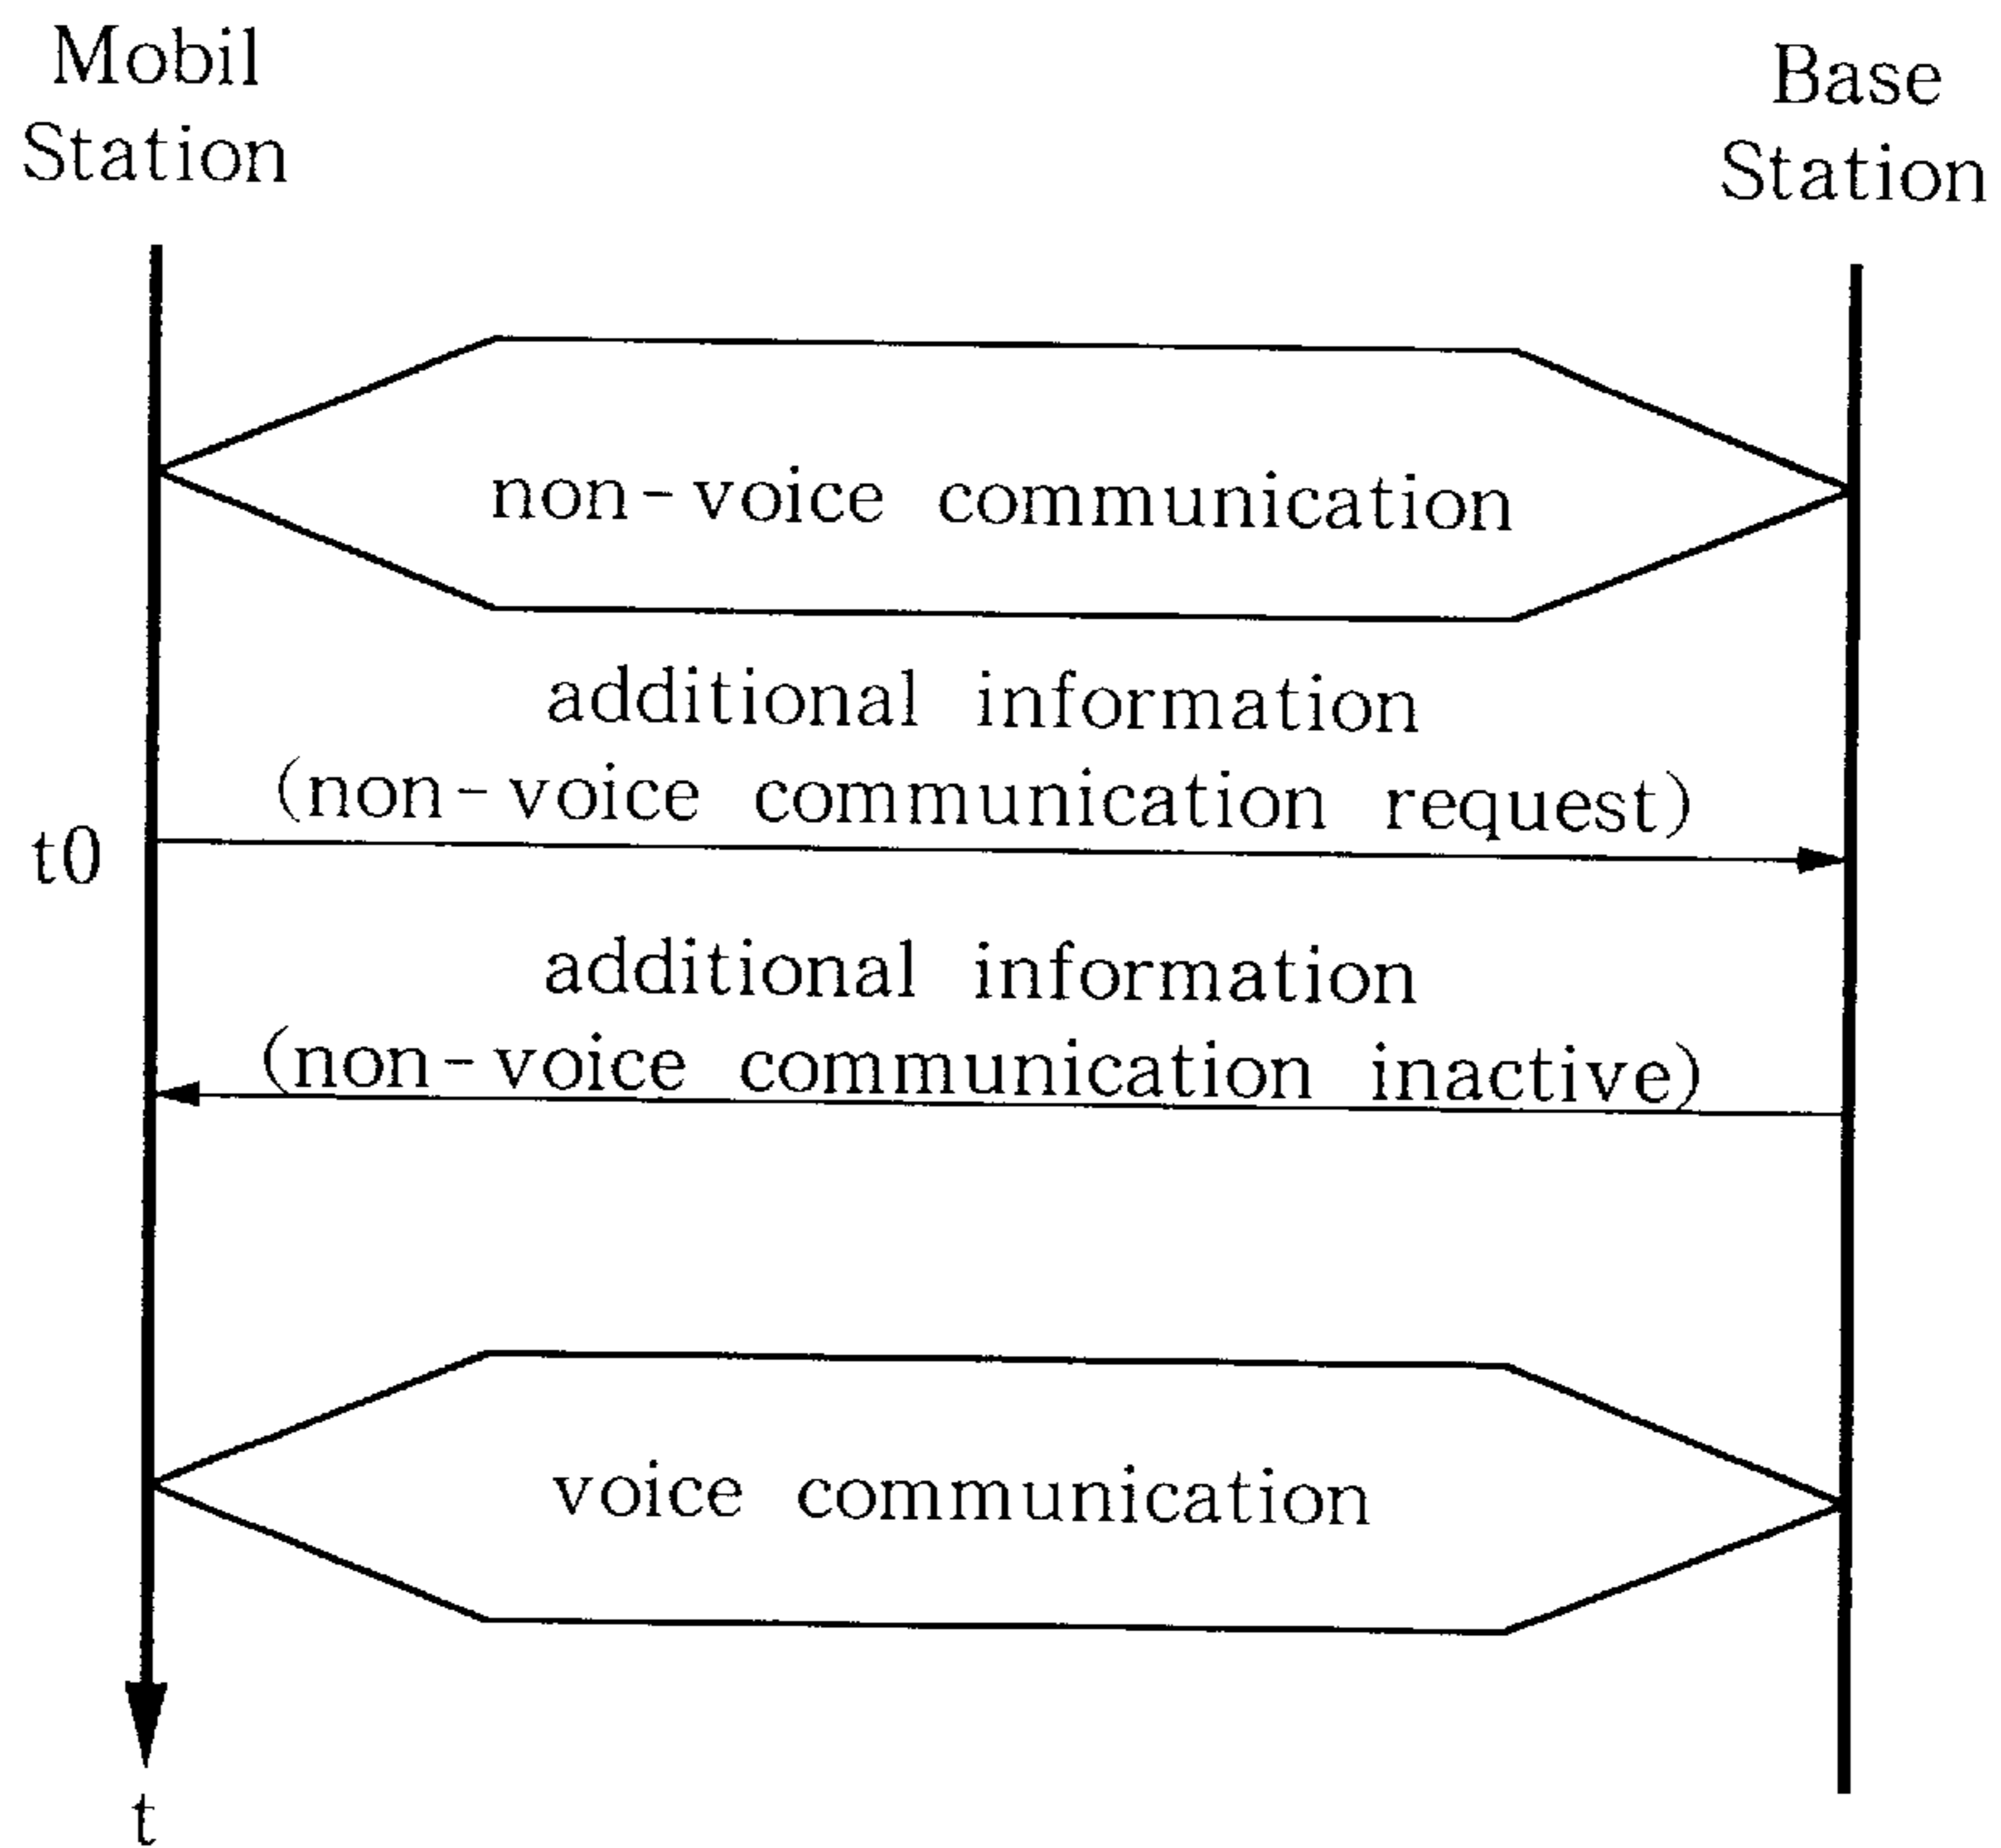 Mobil
Station
Base
Station
non-voice communication
additional information
(non-voice communication request)
t0
additional information
(non-voice communication inactive)
voice communication
t